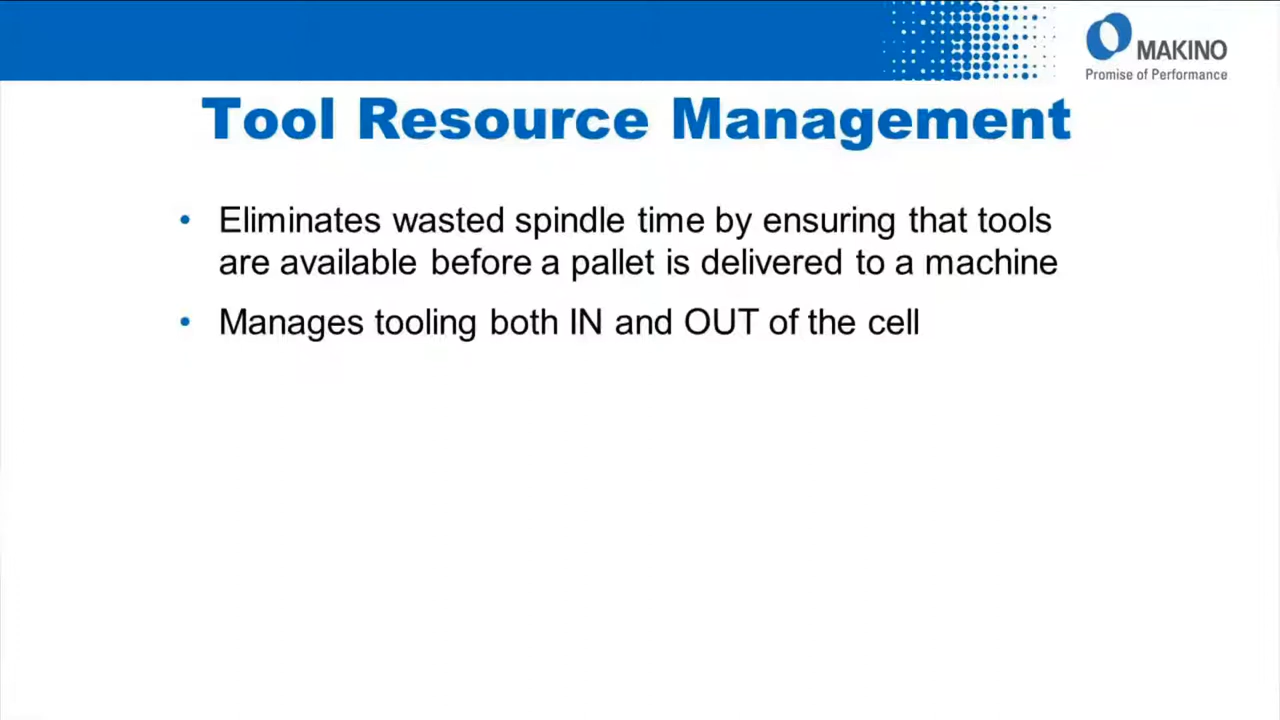 MAKINO
Promise of Performance
Tool Resource Management
• Eliminates wasted spindle time by ensuring that tools
are available before a pallet is delivered to a machine
• Manages tooling both IN and OUT of the cell